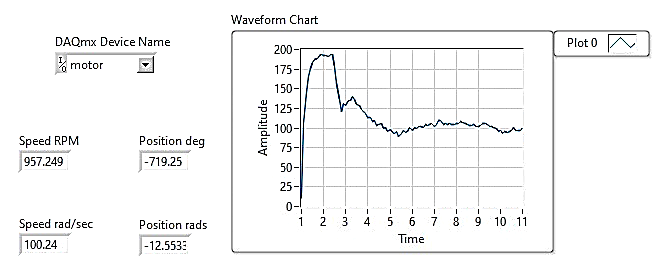 Waveform Chart
DAQmx Device Name
motor
Plot 0
Speed RPM
Position deg
957.249
-719.25
Speed rad/sec
Position rads
100.24
-12.553
Amplitude
200
175
150
125
100
75
50
25
0
1 2 3 4 5 6 7 8 9 10 11
Time